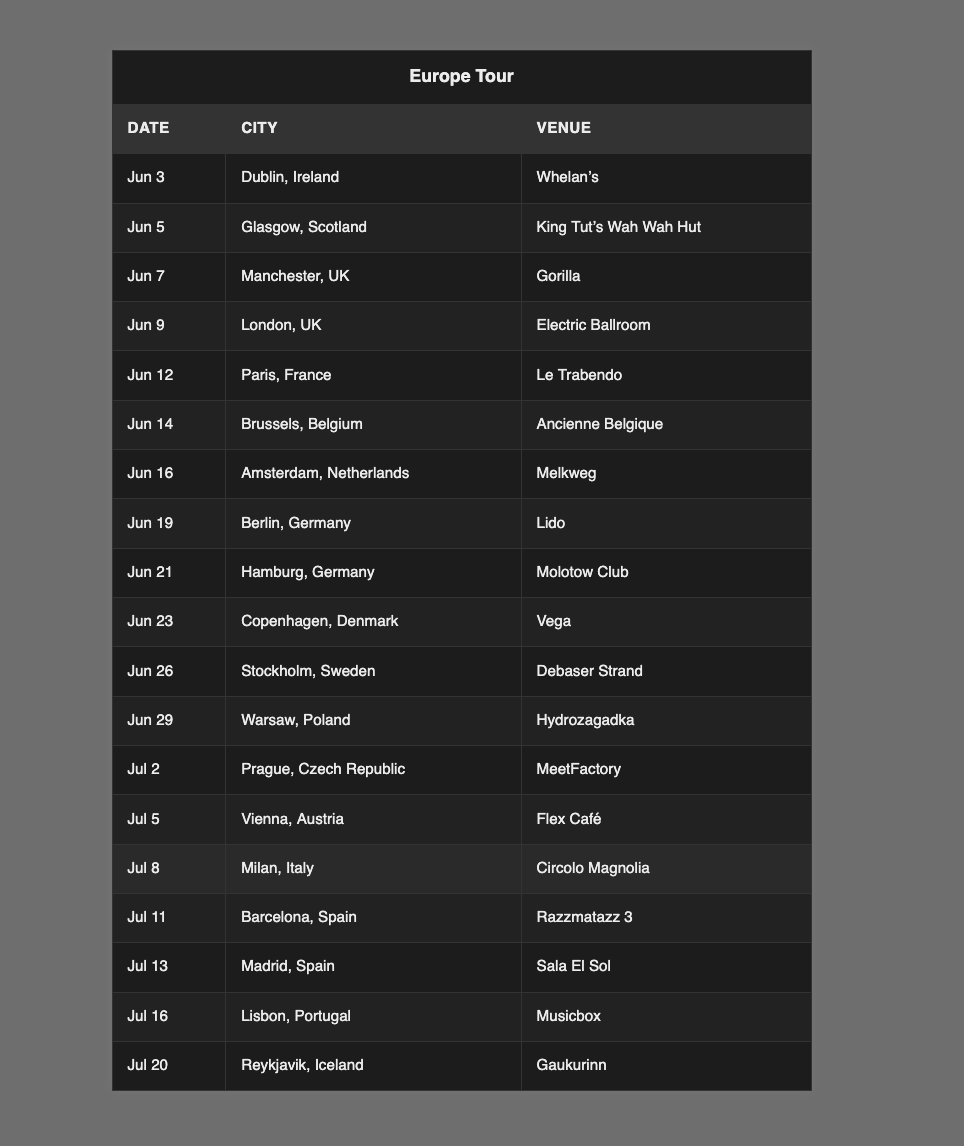 Europe Tour
DATE CITY VENUE
Jun 3 Dublin, Ireland Whelan’s
Jun 5 Glasgow, Scotland King Tut’s Wah Wah Hut
Jun 7 Manchester, UK Gorilla
Jun 9 London, UK Electric Ballroom
Jun 12 Paris, France Le Trabendo
Jun 14 Brussels, Belgium Ancienne Belgique
Jun 16 Amsterdam, Netherlands Melkweg
Jun 19 Berlin, Germany Lido
Jun 21 Hamburg, Germany Molotow Club
Jun 23 Copenhagen, Denmark Vega
Jun 26 Stockholm, Sweden Debaser Strand
Jun 29 Warsaw, Poland Hydrozagadka
Jul 2 Prague, Czech Republic MeetFactory
Jul 5 Vienna, Austria Flex Café
Jul 8 Milan, Italy Circolo Magnolia
Jul 11 Barcelona, Spain Razzmatazz 3
Jul 13 Madrid, Spain Sala El Sol
Jul 16 Lisbon, Portugal Musicbox
Jul 20 Reykjavik, Iceland Gaukurinn